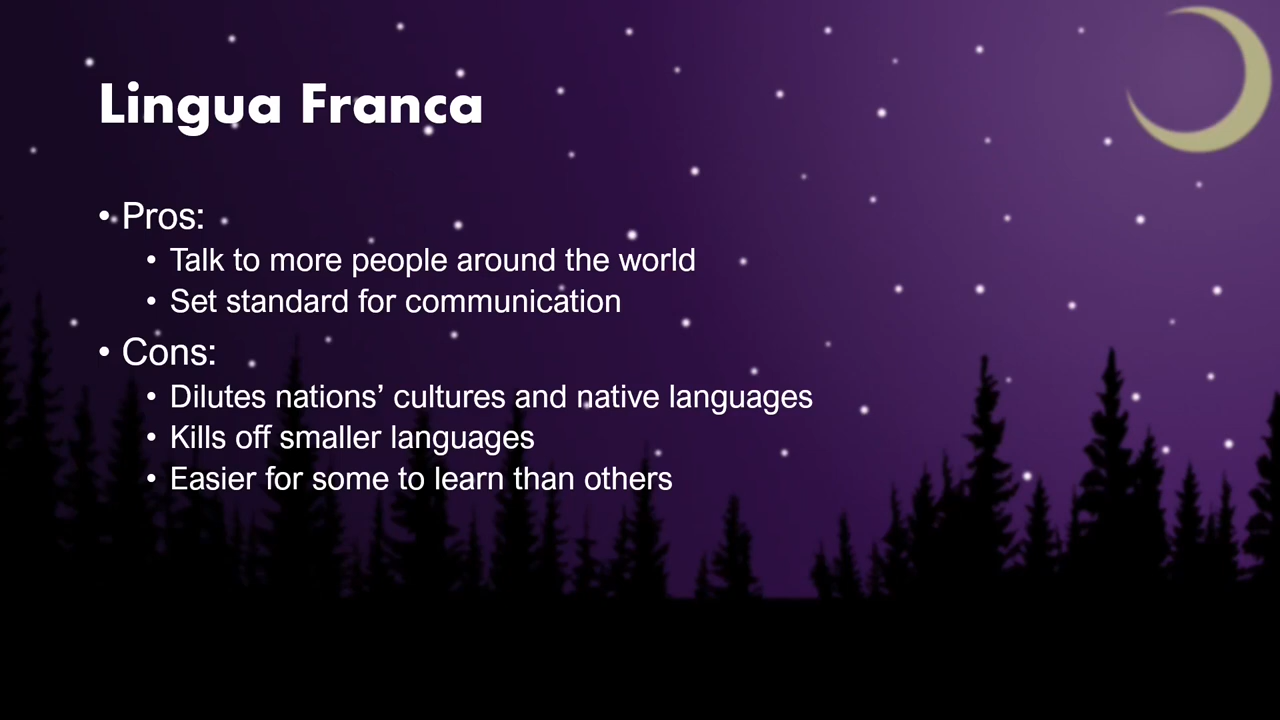 Lingua Franca
• Pros:
• Talk to more people around the world
• Set standard for communication
• Cons:
• Dilutes nations’ cultures and native languages
• Kills off smaller languages
• Easier for some to learn than others